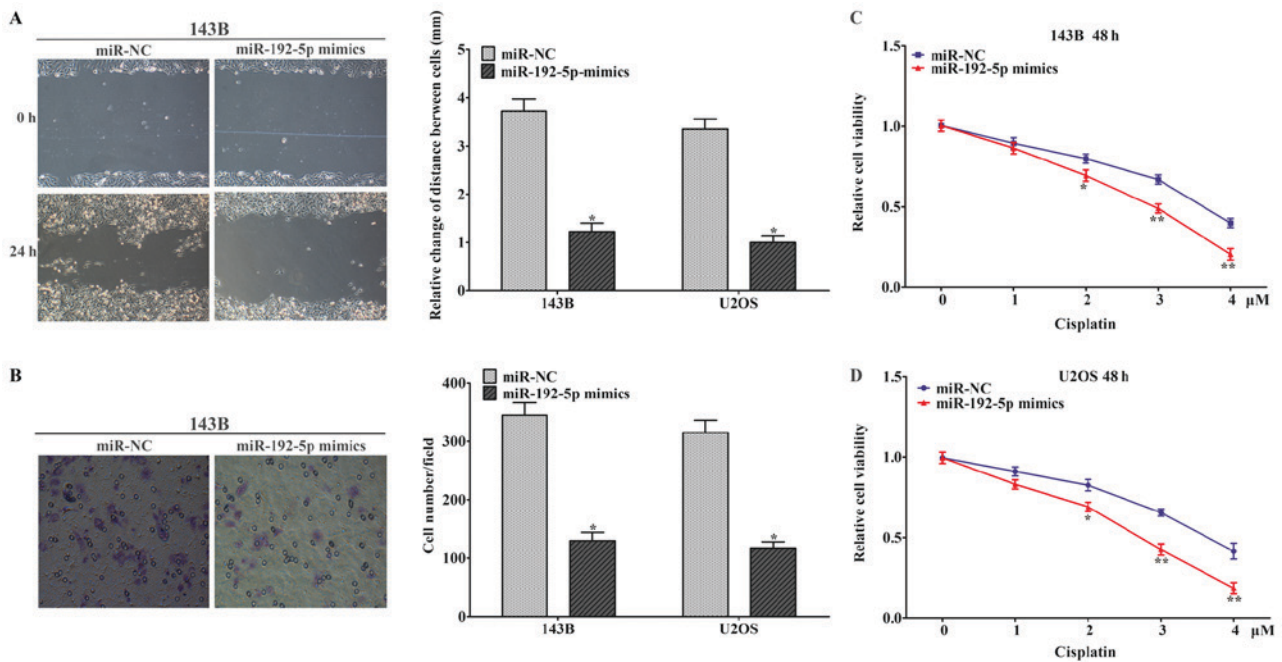 A
143B
miR-NC
miR-192-5p mimics
0 h
24 h
Relative change of distance berween cells (mm)
5
4
3
2
1
0
miR-NC
miR-192-5p-mimics
*
*
143B
U2OS
B
143B
miR-NC
miR-192-5p mimics
Cell number/field
400
300
200
100
0
miR-NC
miR-192-5p mimics
*
*
143B
U2OS
C
143B 48 h
miR-NC
miR-192-5p mimics
Relative cell viability
1.5
1.0
0.5
0.0
*
**
**
0 1 2 3 4 μM
Cisplatin
D
U2OS 48 h
miR-NC
miR-192-5p mimics
Relative cell viability
1.5
1.0
0.5
0.0
*
**
**
0 1 2 3 4 μM
Cisplatin